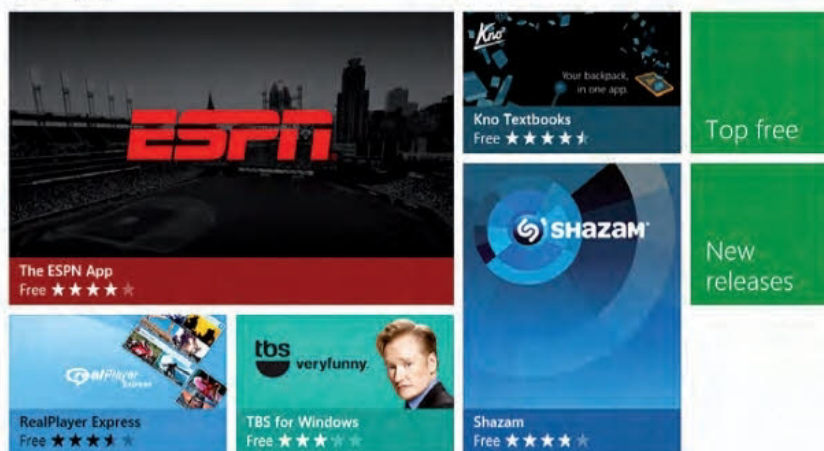 ESPN
The ESPN App
Free
Kno
Your backpack,
in one app.
Kno Textbooks
Free
Top free
SHAZAM
New
releases
RealPlayer
Express
RealPlayer Express
Free
tbs
veryfunny.
TBS for Windows
Free
Shazam
Free